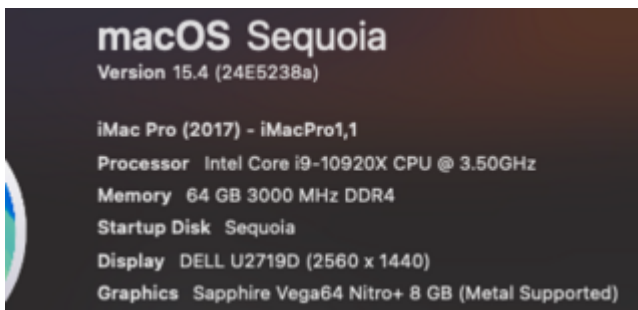 macOS Sequoia
Version 15.4 (24E5238a)
iMac Pro (2017) - iMacPro1,1
Processor Intel Core i9-10920X CPU @ 3.50GHz
Memory 64 GB 3000 MHz DDR4
Startup Disk Sequoia
Display DELL U2719D (2560 x 1440)
Graphics Sapphire Vega64 Nitro+ 8 GB (Metal Supported)